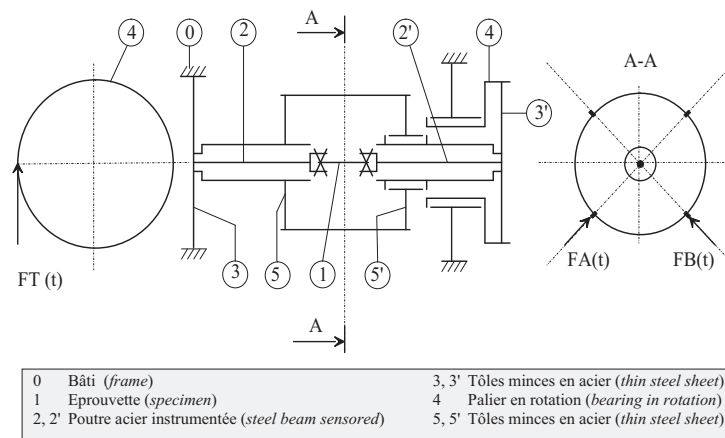 4 0 2 A 2' 4
A-A
3'
FT (t) 3 5 1 5' FA(t) FB(t)
A
0 Bâti (frame)
1 Eprouvette (specimen)
2, 2' Poutre acier instrumentée (steel beam sensored)
3, 3' Tôles minces en acier (thin steel sheet)
4 Palier en rotation (bearing in rotation)
5, 5' Tôles minces en acier (thin steel sheet)